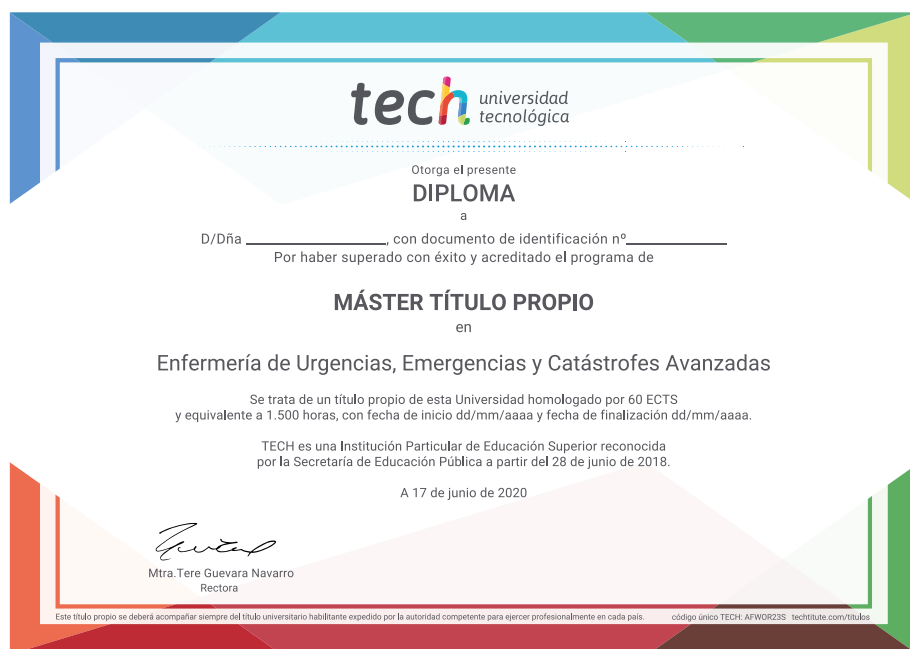 tech universidad
tecnológica
Otorga el presente
DIPLOMA
a
D/Dña ____________________, con documento de identificación nº______________
Por haber superado con éxito y acreditado el programa de
MÁSTER TÍTULO PROPIO
en
Enfermería de Urgencias, Emergencias y Catástrofes Avanzadas
Se trata de un título propio de esta Universidad homologado por 60 ECTS
y equivalente a 1.500 horas, con fecha de inicio dd/mm/aaaa y fecha de finalización dd/mm/aaaa.
TECH es una Institución Particular de Educación Superior reconocida
por la Secretaría de Educación Pública a partir del 28 de junio de 2018.
A 17 de junio de 2020
Mtra.Tere Guevara Navarro
Rectora
Este título propio se deberá acompañar siempre del título universitario habilitante expedido por la autoridad competente para ejercer profesionalmente en cada país. código único TECH: AFWOR23S techtitute.com/titulos